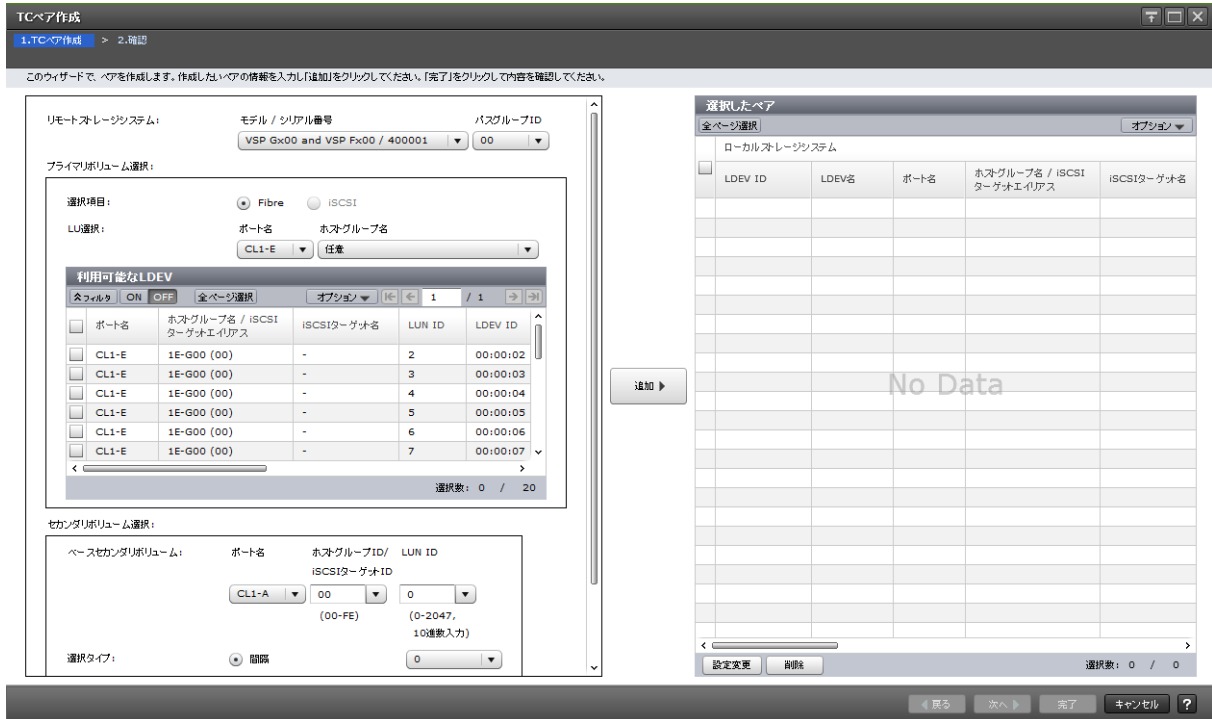 TCペア作成
1.TCペア作成 > 2.確認
このウィザードで、ペアを作成します。作成したいペアの情報を入力し「追加」をクリックしてください。「完了」をクリックして内容を確認してください。
リモートストレージシステム: モデル / シリアル番号 パスグループID
VSP Gx00 and VSP Fx00 / 400001 00
プライマリボリューム選択:
選択項目: Fibre iSCSI
LU選択: ポート名 ホストグループ名
CL1-E 任意
利用可能なLDEV
フィルタ ON OFF 全ページ選択 オプション 1 / 1
ポート名 ホストグループ名 / iSCSIターゲットエイリアス iSCSIターゲット名 LUN ID LDEV ID
CL1-E 1E-G00 (00) - 2 00:00:02
CL1-E 1E-G00 (00) - 3 00:00:03
CL1-E 1E-G00 (00) - 4 00:00:04
CL1-E 1E-G00 (00) - 5 00:00:05
CL1-E 1E-G00 (00) - 6 00:00:06
CL1-E 1E-G00 (00) - 7 00:00:07
選択数: 0 / 20
セカンダリボリューム選択:
ベースセカンダリボリューム: ポート名 ホストグループID/ LUN ID
iSCSIターゲットID
CL1-A 00 0
(00-FE) (0-2047,
10進数入力)
選択タイプ: 間隔 0
追加
選択したペア
全ページ選択 オプション
ローカルストレージシステム
LDEV ID LDEV名 ポート名 ホストグループ名 / iSCSIターゲットエイリアス iSCSIターゲット名
No Data
設定変更 削除 選択数: 0 / 0
戻る 次へ 完了 キャンセル ?